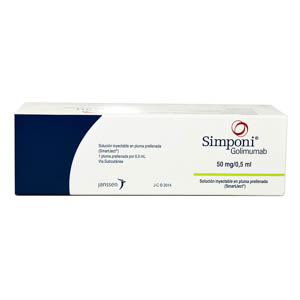 Simponi®
Golimumab
50 mg/0,5 ml
Solución inyectable en pluma prellenada
(SmartJect®)
Solución inyectable en pluma prellenada
(SmartJect®)
1 pluma prellenada por 0.5 mL
Vía Subcutánea
janssen
J-C © 2014